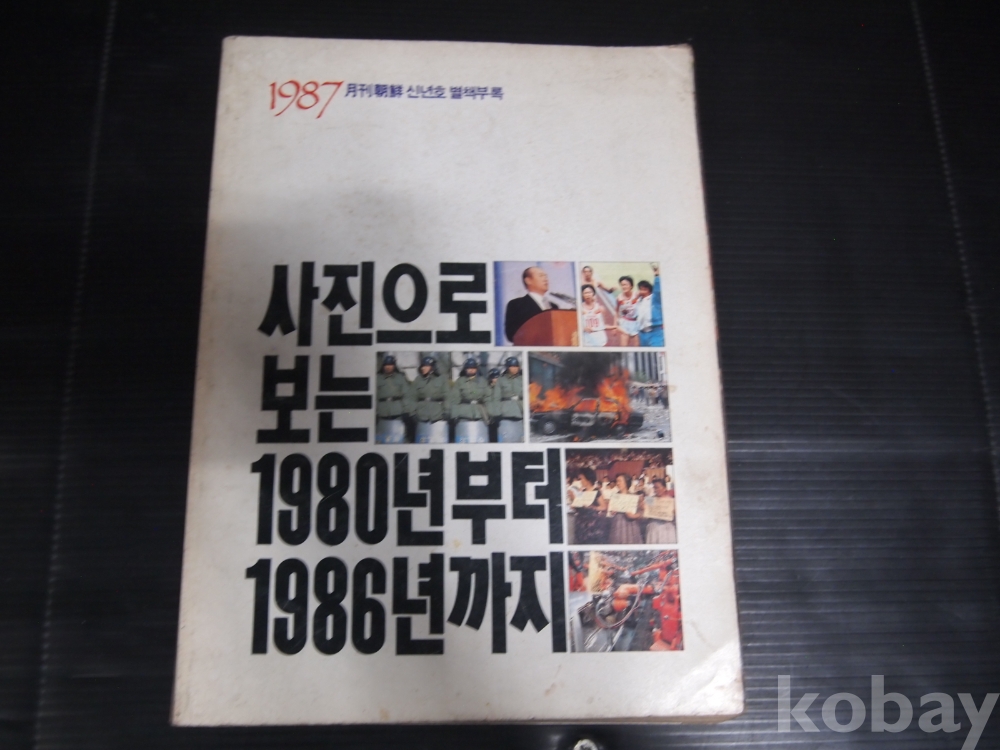 1987 月刊朝鮮 신년호 별책부록
사진으로
보는
1980년부터
1986년까지
kobay